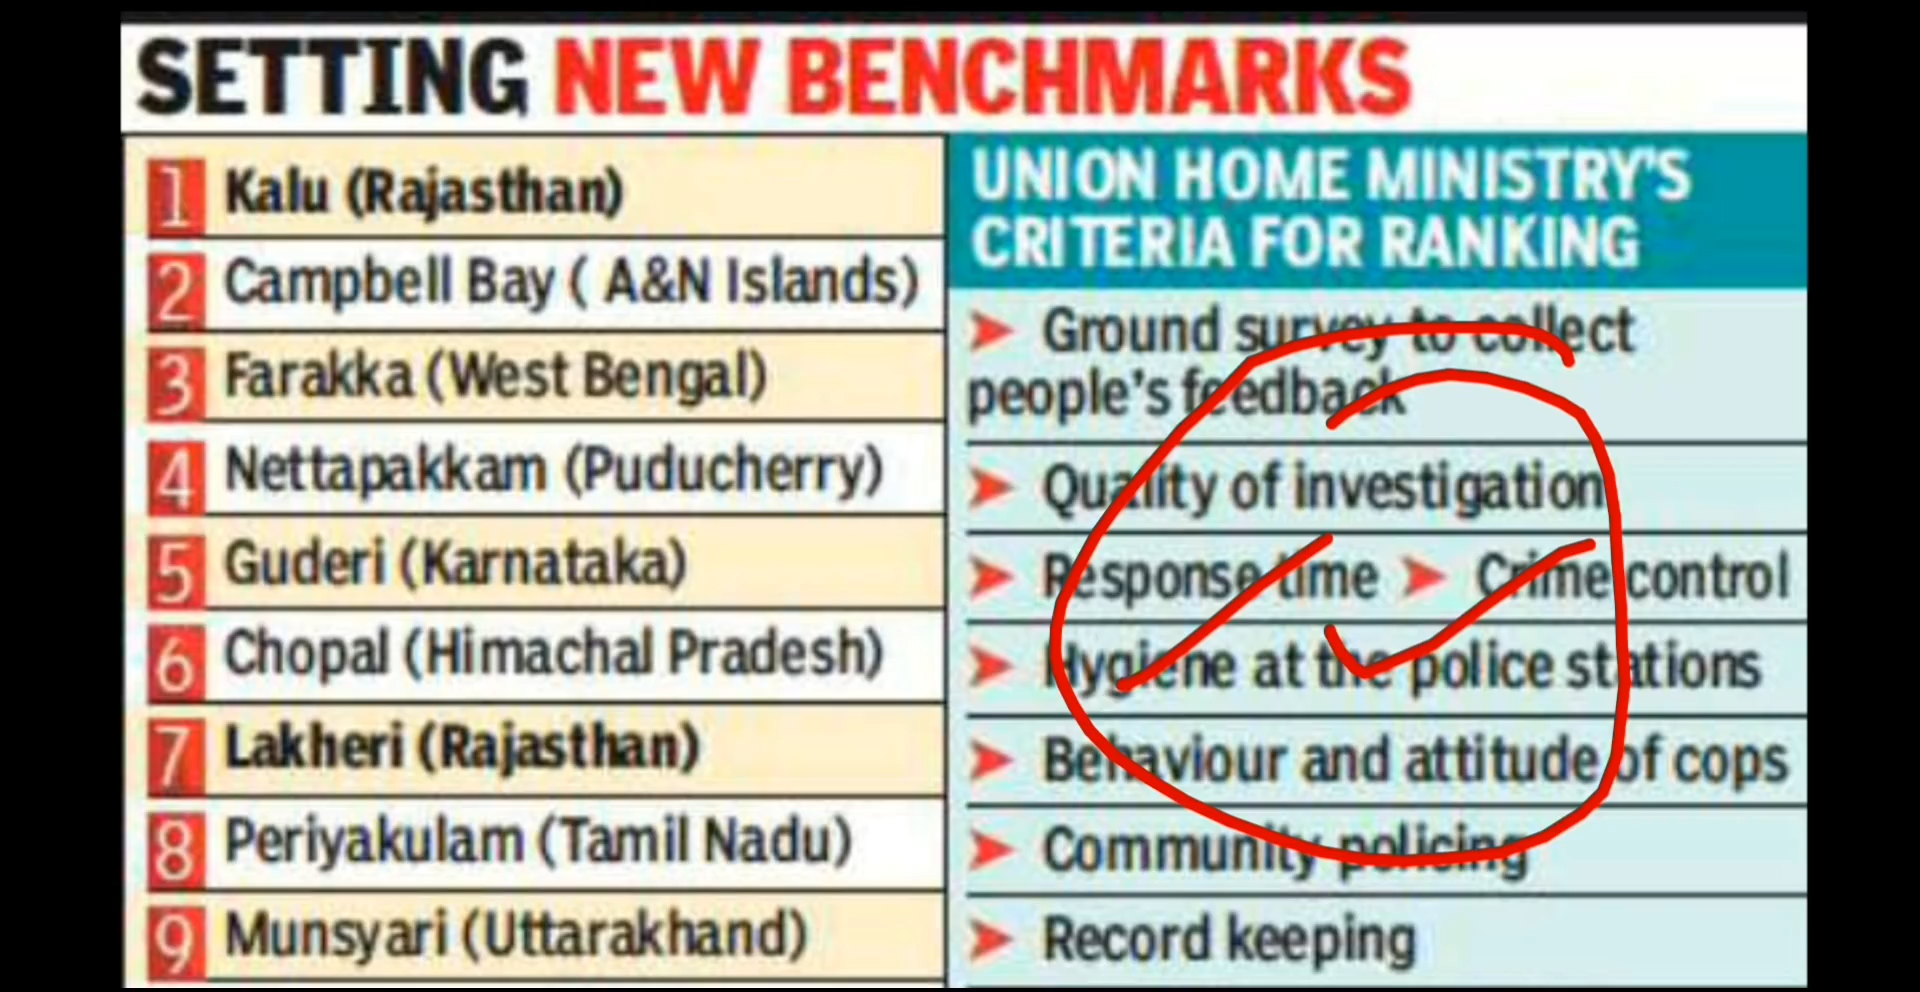 SETTING NEW BENCHMARKS
1 Kalu (Rajasthan)
2 Campbell Bay ( A&N Islands)
3 Farakka (West Bengal)
4 Nettapakkam (Puducherry)
5 Guderi (Karnataka)
6 Chopal (Himachal Pradesh)
7 Lakheri (Rajasthan)
8 Periyakulam (Tamil Nadu)
9 Munsyari (Uttarakhand)
UNION HOME MINISTRY'S
CRITERIA FOR RANKING
➤ Ground survey to collect
people's feedback
➤ Quality of investigation
➤ Response time ➤ Crime control
➤ Hygiene at the police stations
➤ Behaviour and attitude of cops
➤ Community policing
➤ Record keeping